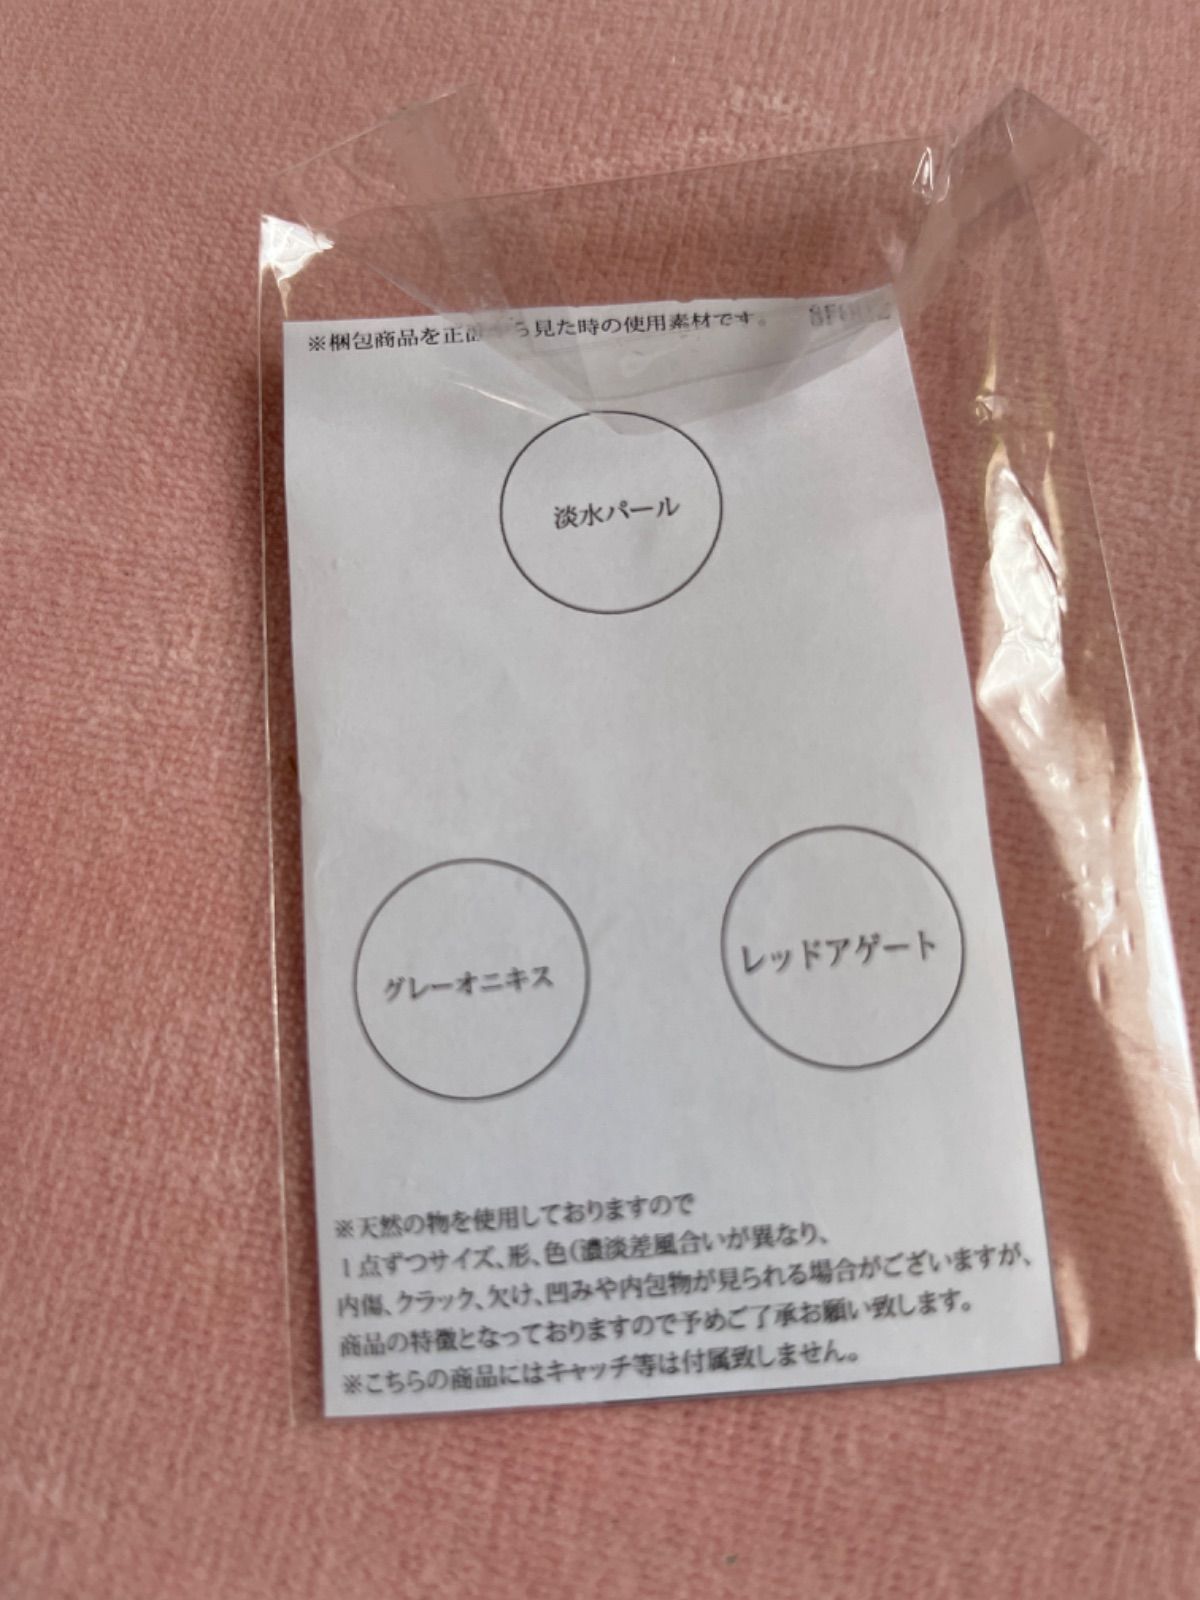 ※梱包商品を正面から見た時の使用素材です。
淡水パール
グレーオニキス
レッドアゲート
※天然の物を使用しておりますので
1点ずつサイズ、形、色(濃淡差風合いが異なり、
内傷、クラック、欠け、凹みや内包物が見られる場合がございますが、
商品の特徴となっておりますので予めご了承お願い致します。
※こちらの商品にはキャッチ等は付属致しません。